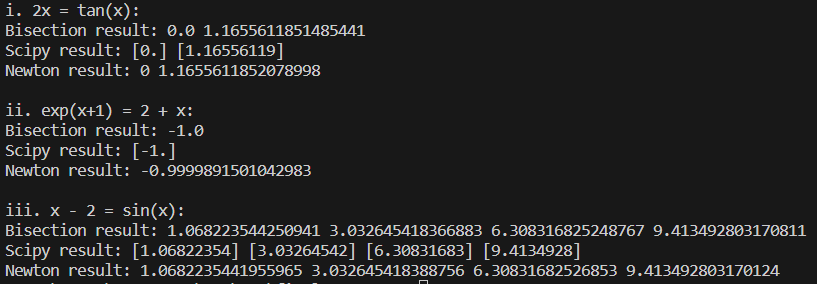 i. 2x = tan(x):
Bisection result: 0.0 1.1655611851485441
Scipy result: [0.] [1.16556119]
Newton result: 0 1.1655611852078998
ii. exp(x+1) = 2 + x:
Bisection result: -1.0
Scipy result: [-1.]
Newton result: -0.9999891501042983
iii. x - 2 = sin(x):
Bisection result: 1.068223544250941 3.032645418366883 6.308316825248767 9.413492803170811
Scipy result: [1.06822354] [3.03264542] [6.30831683] [9.4134928]
Newton result: 1.0682235441955965 3.032645418388756 6.30831682526853 9.413492803170124